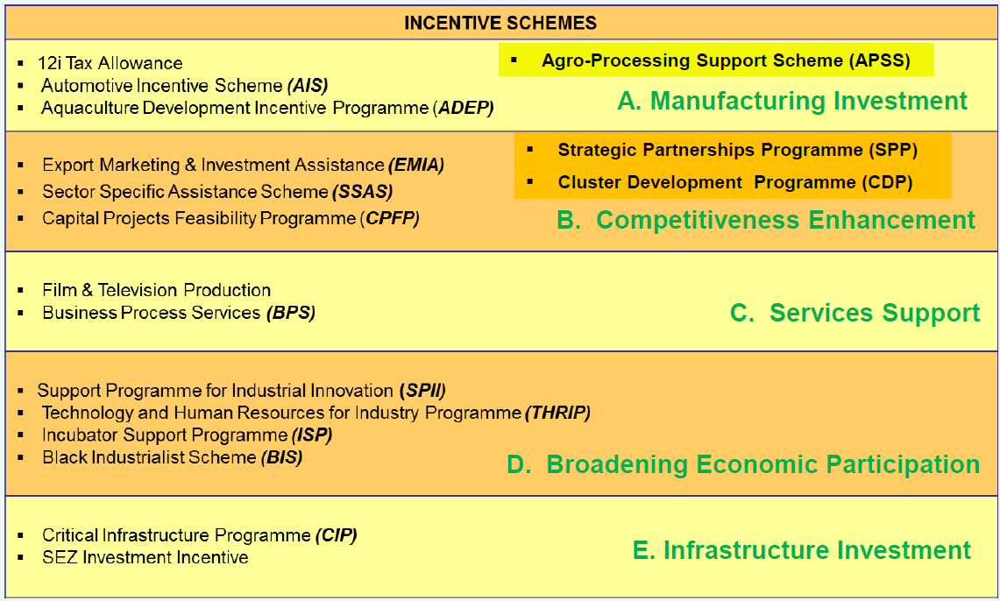 INCENTIVE SCHEMES
▪ 12i Tax Allowance
▪ Automotive Incentive Scheme (AIS)
▪ Aquaculture Development Incentive Programme (ADEP)
▪ Agro-Processing Support Scheme (APSS)
A. Manufacturing Investment
▪ Export Marketing & Investment Assistance (EMIA)
▪ Sector Specific Assistance Scheme (SSAS)
▪ Capital Projects Feasibility Programme (CPFP)
▪ Strategic Partnerships Programme (SPP)
▪ Cluster Development Programme (CDP)
B. Competitiveness Enhancement
▪ Film & Television Production
▪ Business Process Services (BPS)
C. Services Support
▪ Support Programme for Industrial Innovation (SPII)
▪ Technology and Human Resources for Industry Programme (THRIP)
▪ Incubator Support Programme (ISP)
▪ Black Industrialist Scheme (BIS)
D. Broadening Economic Participation
▪ Critical Infrastructure Programme (CIP)
▪ SEZ Investment Incentive
E. Infrastructure Investment